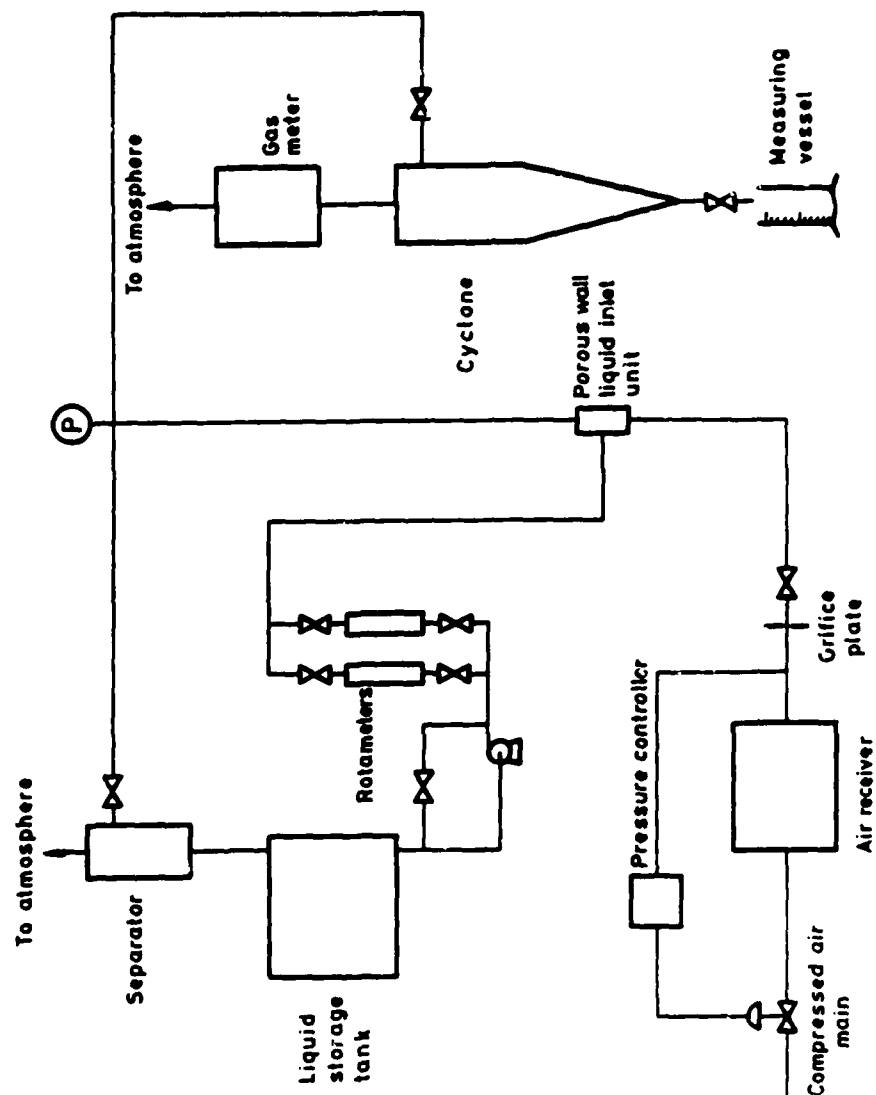 To atmosphere
Separator
Liquid
storage
tank
Rotameters
P
To atmosphere
Gas
meter
Cyclone
Porous wall
liquid inlet
unit
Measuring
vessel
Pressure controller
Orifice
plate
Air receiver
Compressed air
main